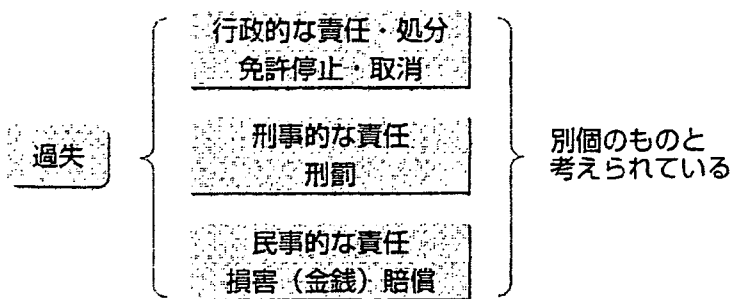 過失
行政的な責任・処分
免許停止・取消
刑事的な責任
刑罰
民事的な責任
損害（金銭）賠償
別個のものと
考えられている